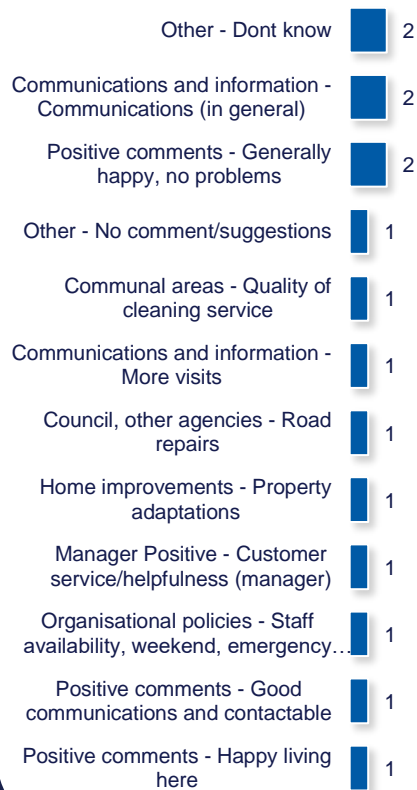 Other - Dont know 2
Communications and information -
Communications (in general) 2
Positive comments - Generally
happy, no problems 2
Other - No comment/suggestions 1
Communal areas - Quality of
cleaning service 1
Communications and information -
More visits 1
Council, other agencies - Road
repairs 1
Home improvements - Property
adaptations 1
Manager Positive - Customer
service/helpfulness (manager) 1
Organisational policies - Staff
availability, weekend, emergency… 1
Positive comments - Good
communications and contactable 1
Positive comments - Happy living
here 1